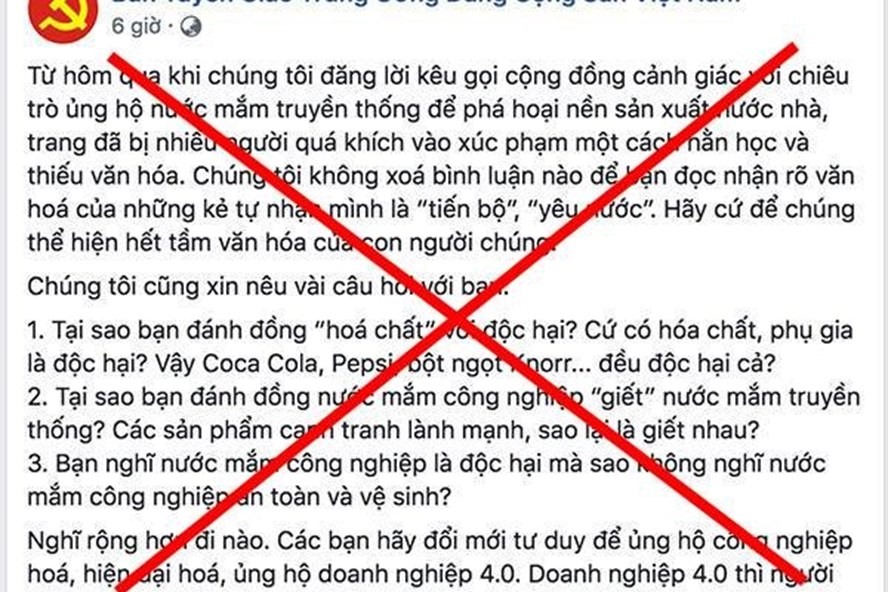 Ban Tuyên Giáo Trung Ương Đảng Cộng Sản Việt Nam
6 giờ ·
Từ hôm qua khi chúng tôi đăng lời kêu gọi cộng đồng cảnh giác với chiêu
trò ủng hộ nước mắm truyền thống để phá hoại nền sản xuất nước nhà,
trang đã bị nhiều người quá khích vào xúc phạm một cách hằn học và
thiếu văn hóa. Chúng tôi không xoá bình luận nào để bạn đọc nhận rõ văn
hoá của những kẻ tự nhận mình là “tiến bộ”, “yêu nước”. Hãy cứ để chúng
thể hiện hết tầm văn hóa của con người chúng.
Chúng tôi cũng xin nêu vài câu hỏi với bạn:
1. Tại sao bạn đánh đồng “hoá chất” với độc hại? Cứ có hóa chất, phụ gia
là độc hại? Vậy Coca Cola, Pepsi, bột ngọt Knorr... đều độc hại cả?
2. Tại sao bạn đánh đồng nước mắm công nghiệp “giết” nước mắm truyền
thống? Các sản phẩm cạnh tranh lành mạnh, sao lại là giết nhau?
3. Bạn nghĩ nước mắm công nghiệp là độc hại mà sao không nghĩ nước
mắm công nghiệp an toàn và vệ sinh?
Nghĩ rộng hơn đi nào. Các bạn hãy đổi mới tư duy để ủng hộ công nghiệp
hoá, hiện đại hoá, ủng hộ doanh nghiệp 4.0. Doanh nghiệp 4.0 thì người